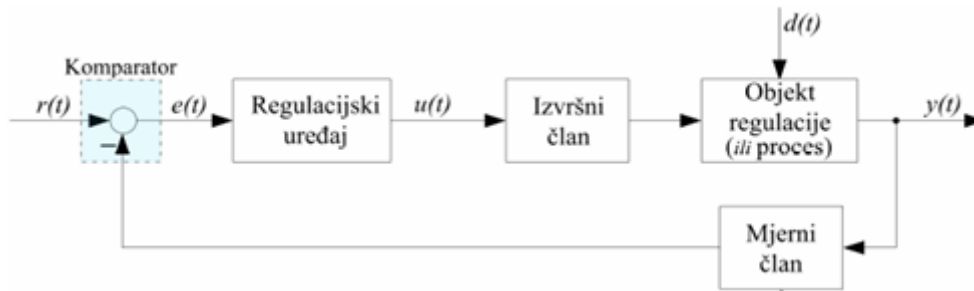 d(t)
Komparator
r(t)
e(t)
Regulacijski
uređaj
u(t)
Izvršni
član
Objekt
regulacije
(ili proces)
y(t)
−
Mjerni
član